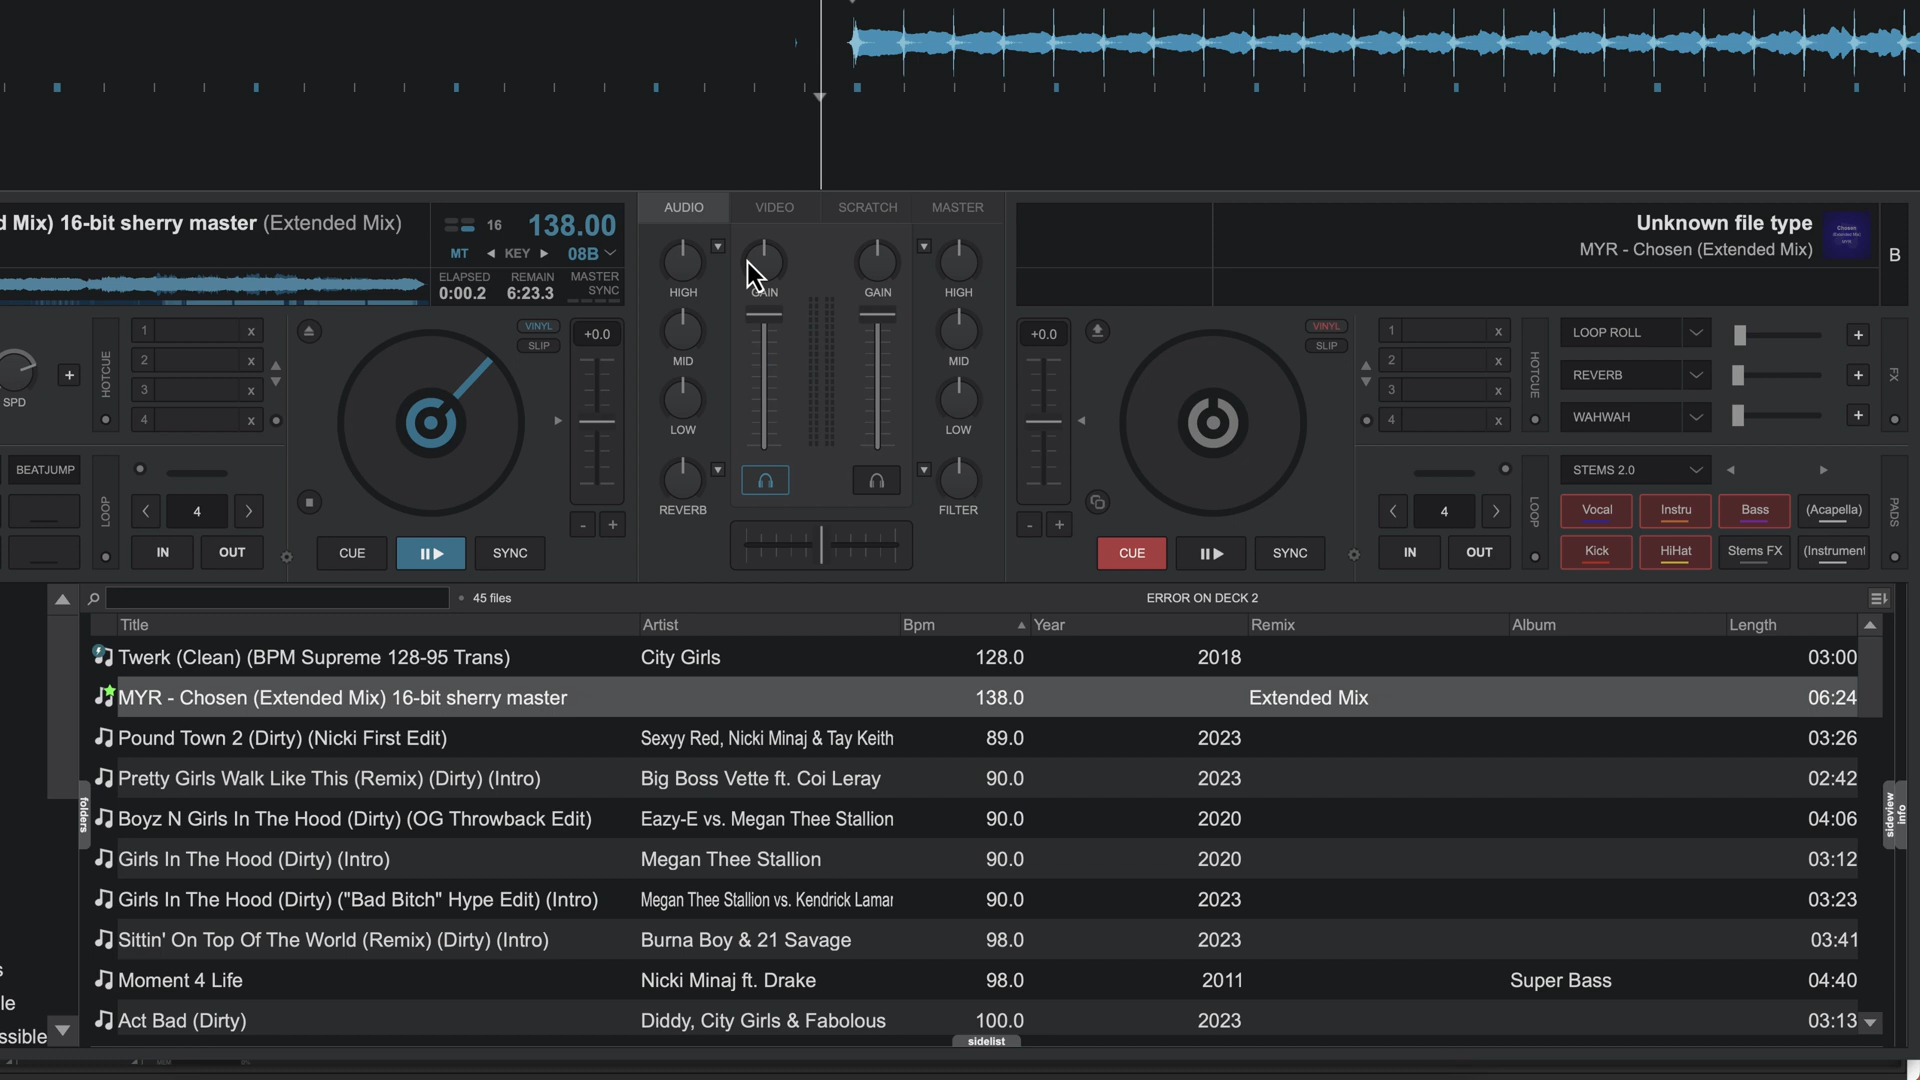 AUDIO VIDEO SCRATCH MASTER
d Mix) 16-bit sherry master (Extended Mix)
16 138.00
MT KEY 08B
ELAPSED REMAIN MASTER
0:00.2 6:23.3 SYNC
HIGH GAIN GAIN HIGH
MID MID
LOW LOW
REVERB FILTER
Unknown file type
MYR - Chosen (Extended Mix)
B
SPD
+
HOTCUE
1 x
2 x
3 x
4 x
VINYL
SLIP
+0.0
BEATJUMP
LOOP
4
IN OUT
CUE SYNC
- +
+0.0
VINYL
SLIP
- +
CUE SYNC
1 x
2 x
3 x
4 x
HOTCUE
LOOP ROLL +
REVERB +
WAHWAH +
FX
4
IN OUT
LOOP
STEMS 2.0
Vocal Instru Bass (Acapella)
Kick HiHat Stems FX (Instrument
PADS
45 files ERROR ON DECK 2
Title Artist Bpm Year Remix Album Length
Twerk (Clean) (BPM Supreme 128-95 Trans) City Girls 128.0 2018 03:00
MYR - Chosen (Extended Mix) 16-bit sherry master 138.0 Extended Mix 06:24
Pound Town 2 (Dirty) (Nicki First Edit) Sexyy Red, Nicki Minaj & Tay Keith 89.0 2023 03:26
Pretty Girls Walk Like This (Remix) (Dirty) (Intro) Big Boss Vette ft. Coi Leray 90.0 2023 02:42
Boyz N Girls In The Hood (Dirty) (OG Throwback Edit) Eazy-E vs. Megan Thee Stallion 90.0 2020 04:06
Girls In The Hood (Dirty) (Intro) Megan Thee Stallion 90.0 2020 03:12
Girls In The Hood (Dirty) ("Bad Bitch" Hype Edit) (Intro) Megan Thee Stallion vs. Kendrick Lamar 90.0 2023 03:23
Sittin' On Top Of The World (Remix) (Dirty) (Intro) Burna Boy & 21 Savage 98.0 2023 03:41
Moment 4 Life Nicki Minaj ft. Drake 98.0 2011 Super Bass 04:40
Act Bad (Dirty) Diddy, City Girls & Fabolous 100.0 2023 03:13
folders
sideview
info
s
le
ssible
sidelist